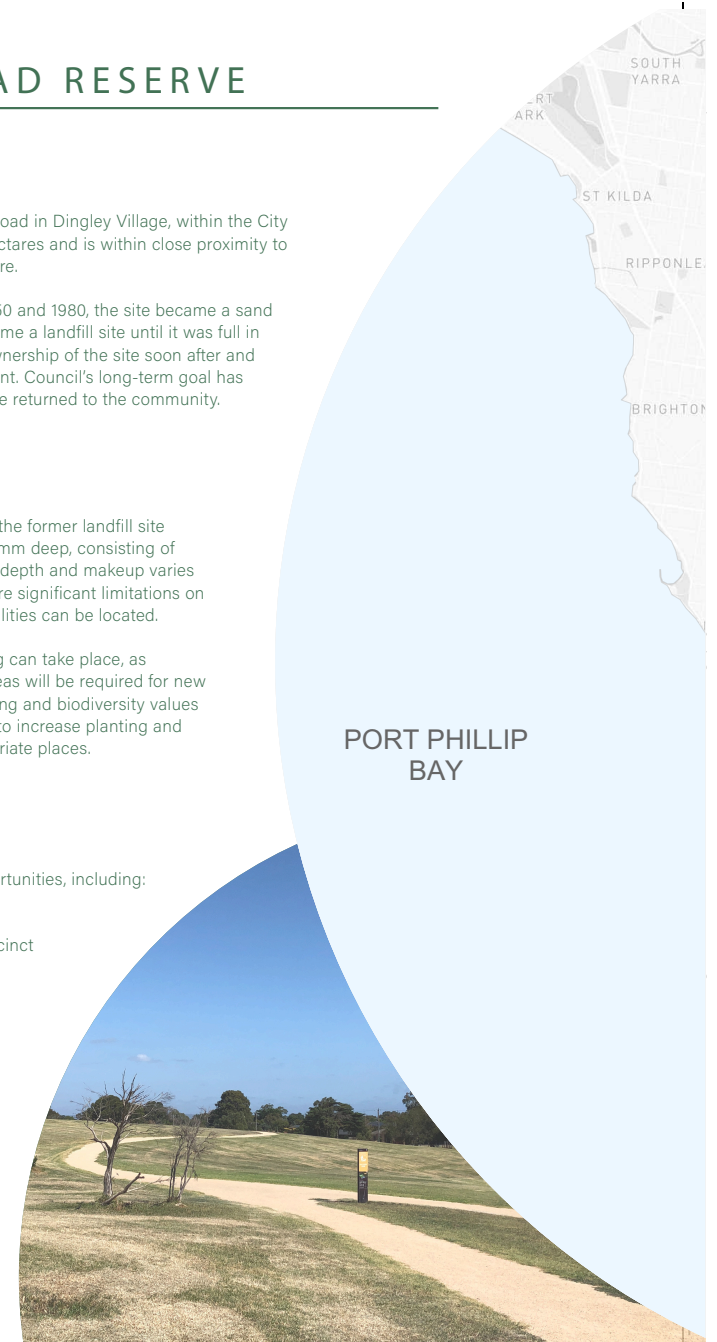 AD RESERVE
oad in Dingley Village, within the City
ctares and is within close proximity to
re.
60 and 1980, the site became a sand
me a landfill site until it was full in
wnership of the site soon after and
nt. Council's long-term goal has
e returned to the community.
the former landfill site
mm deep, consisting of
depth and makeup varies
re significant limitations on
lities can be located.
g can take place, as
eas will be required for new
ng and biodiversity values
to increase planting and
riate places.
rtunities, including:
cinct
SOUTH
YARRA
ERT
ARK
ST KILDA
RIPPONLE
BRIGHTON
PORT PHILLIP
BAY